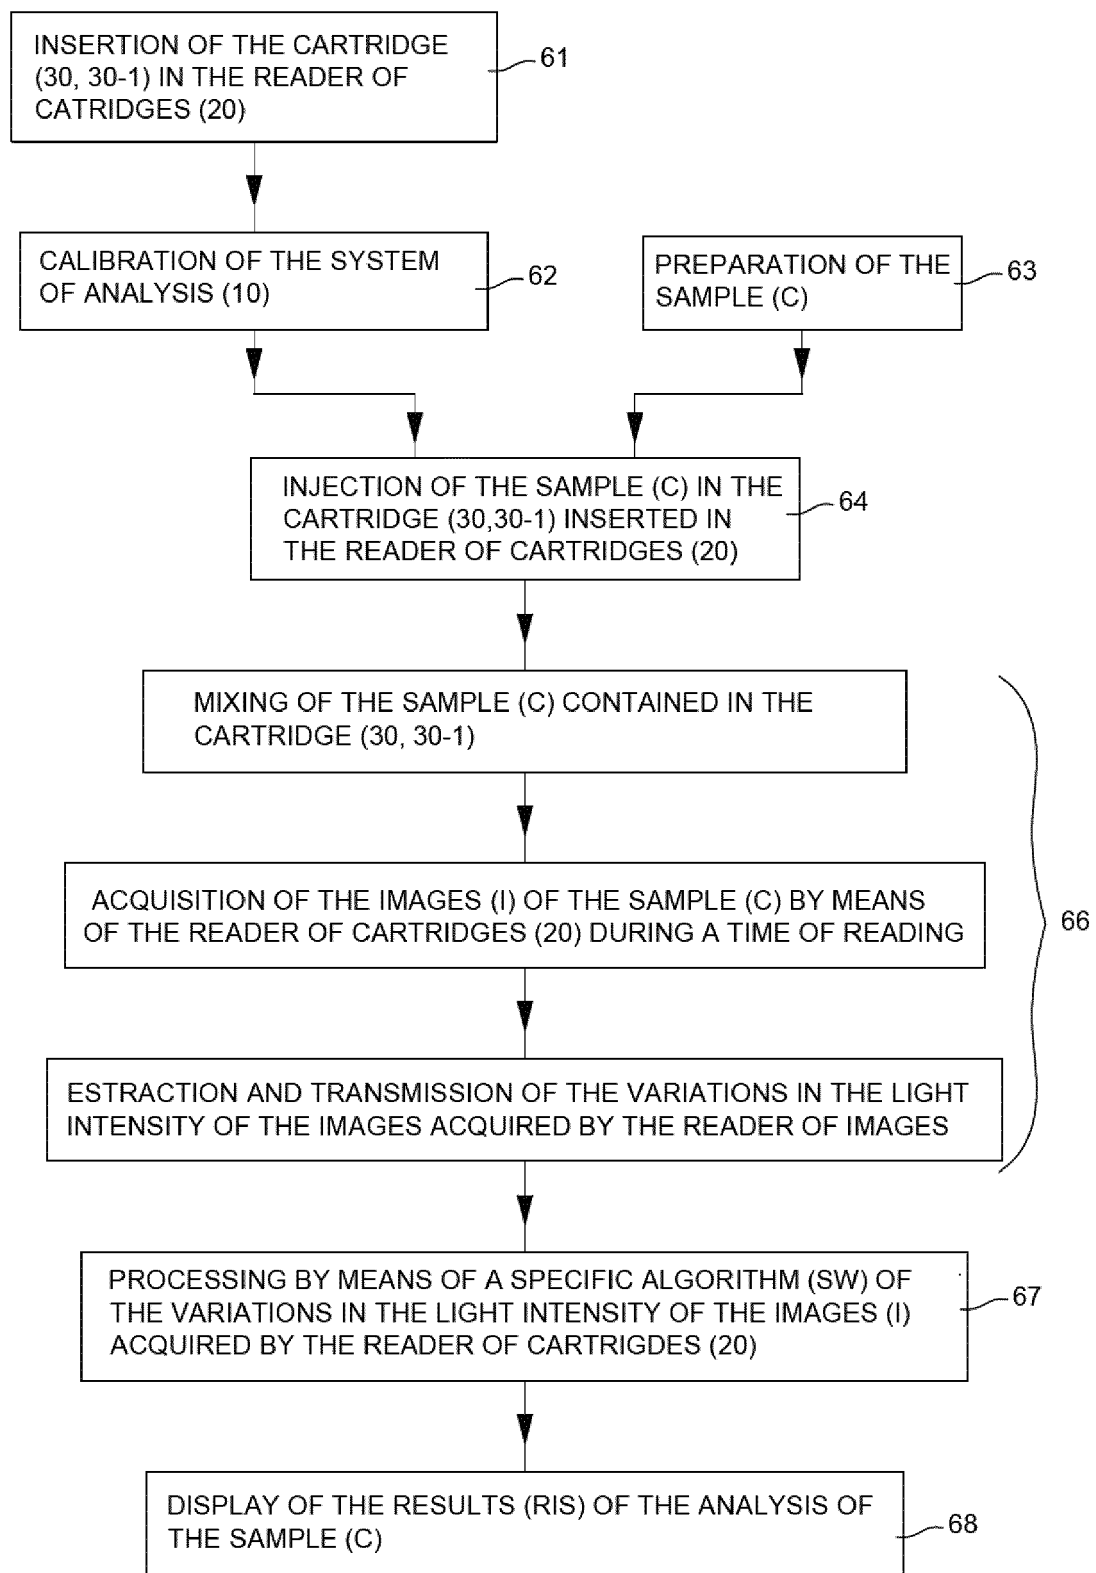 INSERTION OF THE CARTRIDGE
(30, 30-1) IN THE READER OF
CATRIDGES (20)
61
CALIBRATION OF THE SYSTEM
OF ANALYSIS (10)
62
PREPARATION OF THE
SAMPLE (C)
63
INJECTION OF THE SAMPLE (C) IN THE
CARTRIDGE (30,30-1) INSERTED IN
THE READER OF CARTRIDGES (20)
64
MIXING OF THE SAMPLE (C) CONTAINED IN THE
CARTRIDGE (30, 30-1)
ACQUISITION OF THE IMAGES (I) OF THE SAMPLE (C) BY MEANS
OF THE READER OF CARTRIDGES (20) DURING A TIME OF READING
66
ESTRACTION AND TRANSMISSION OF THE VARIATIONS IN THE LIGHT
INTENSITY OF THE IMAGES ACQUIRED BY THE READER OF IMAGES
PROCESSING BY MEANS OF A SPECIFIC ALGORITHM (SW) OF
THE VARIATIONS IN THE LIGHT INTENSITY OF THE IMAGES (I)
ACQUIRED BY THE READER OF CARTRIGDES (20)
67
DISPLAY OF THE RESULTS (RIS) OF THE ANALYSIS OF
THE SAMPLE (C)
68